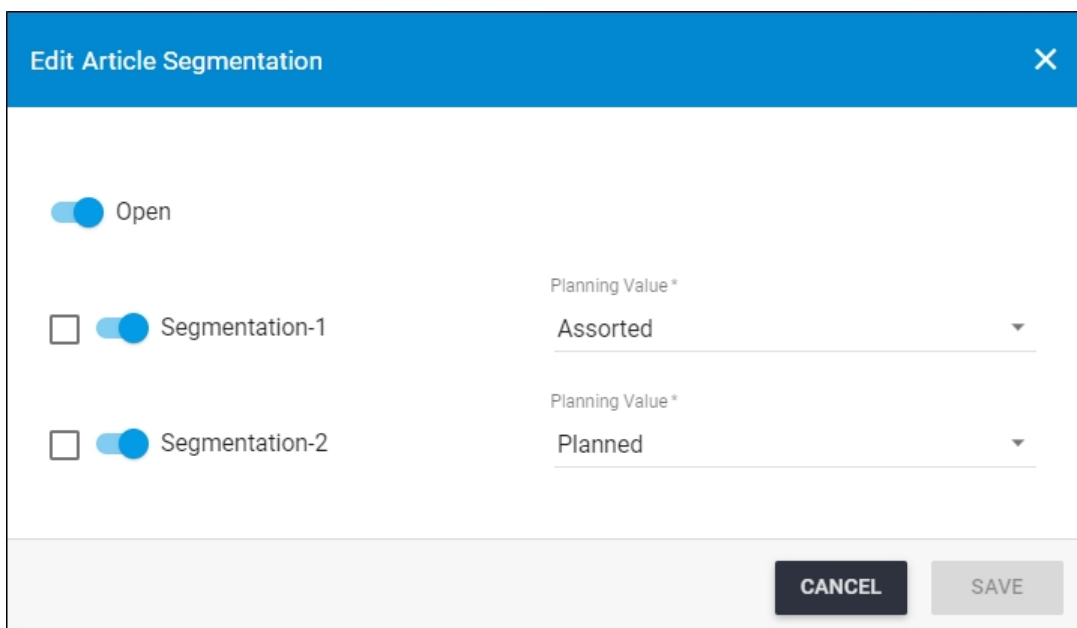 Edit Article Segmentation
Open
Planning Value*
Segmentation-1
Assorted
Planning Value*
Segmentation-2
Planned
CANCEL
SAVE